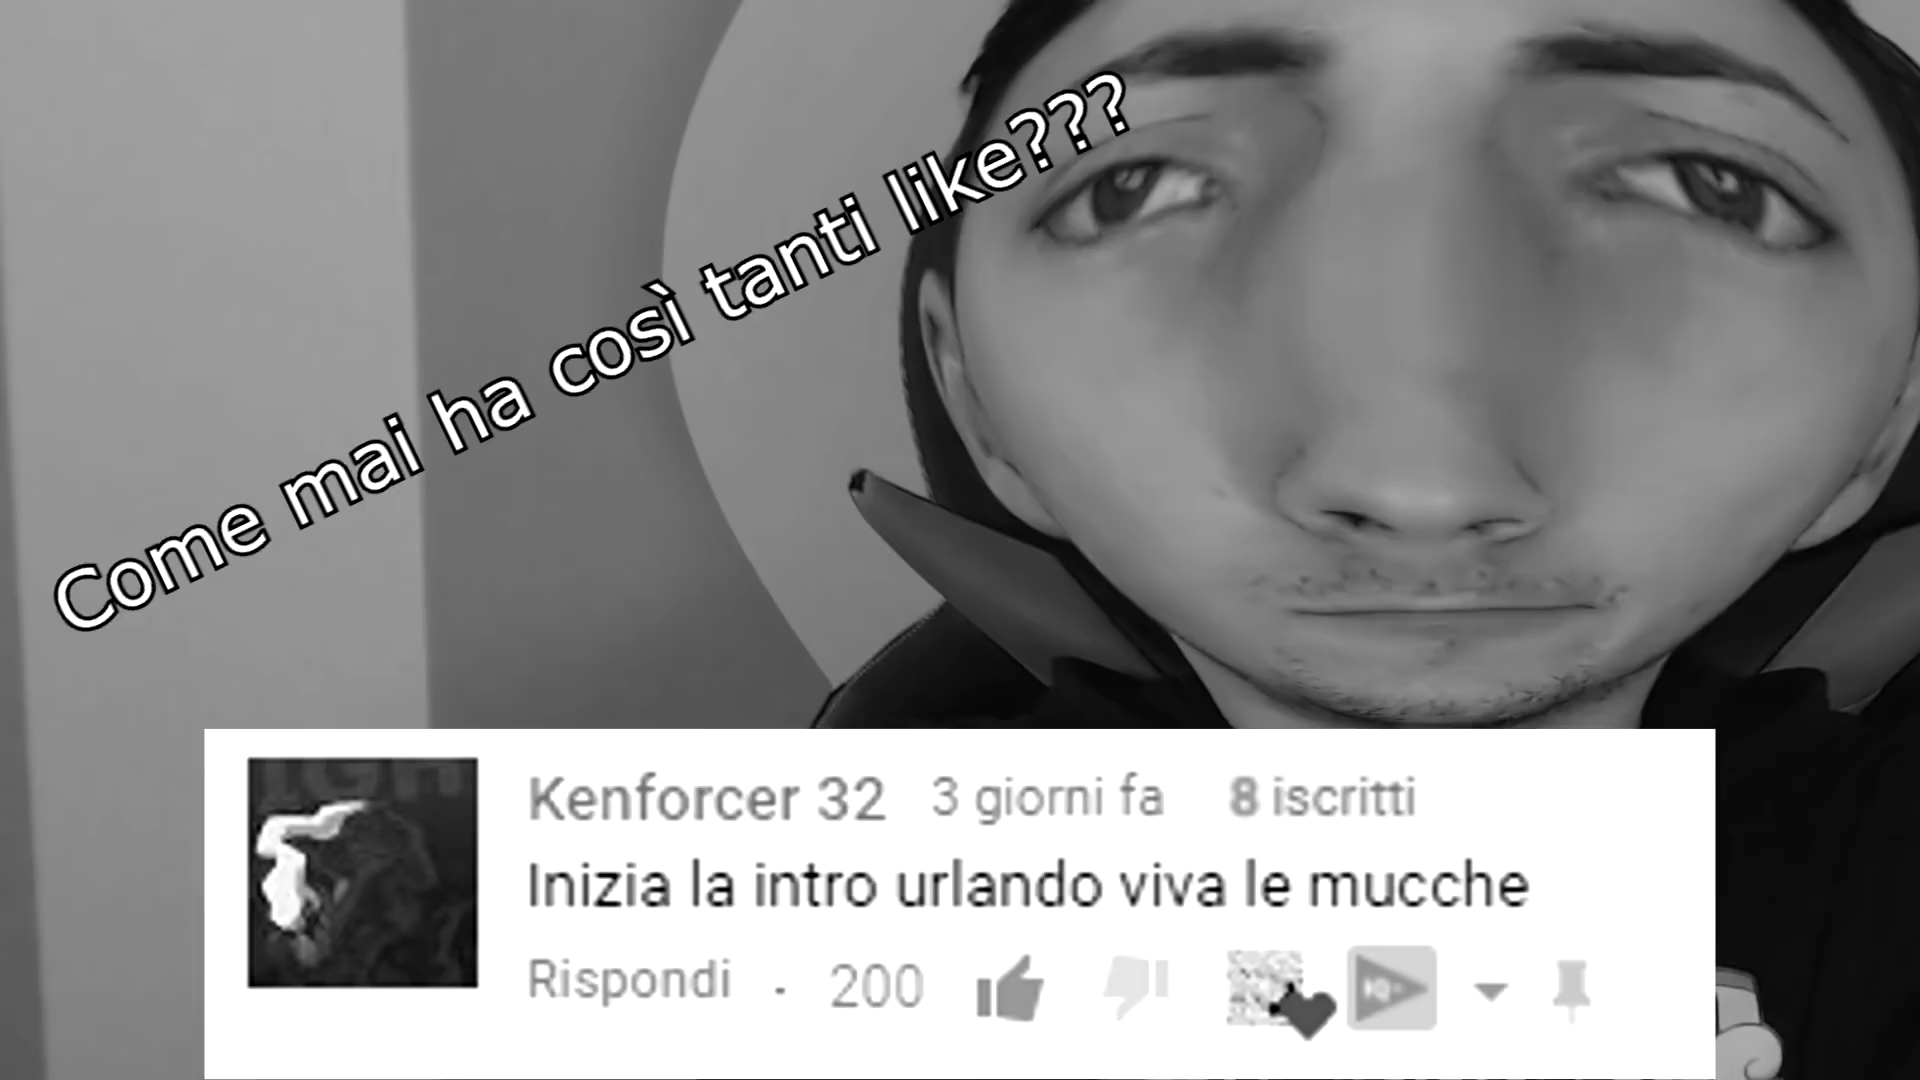 Come mai ha così tanti like???
Kenforcer 32 3 giorni fa 8 iscritti
Inizia la intro urlando viva le mucche
Rispondi · 200